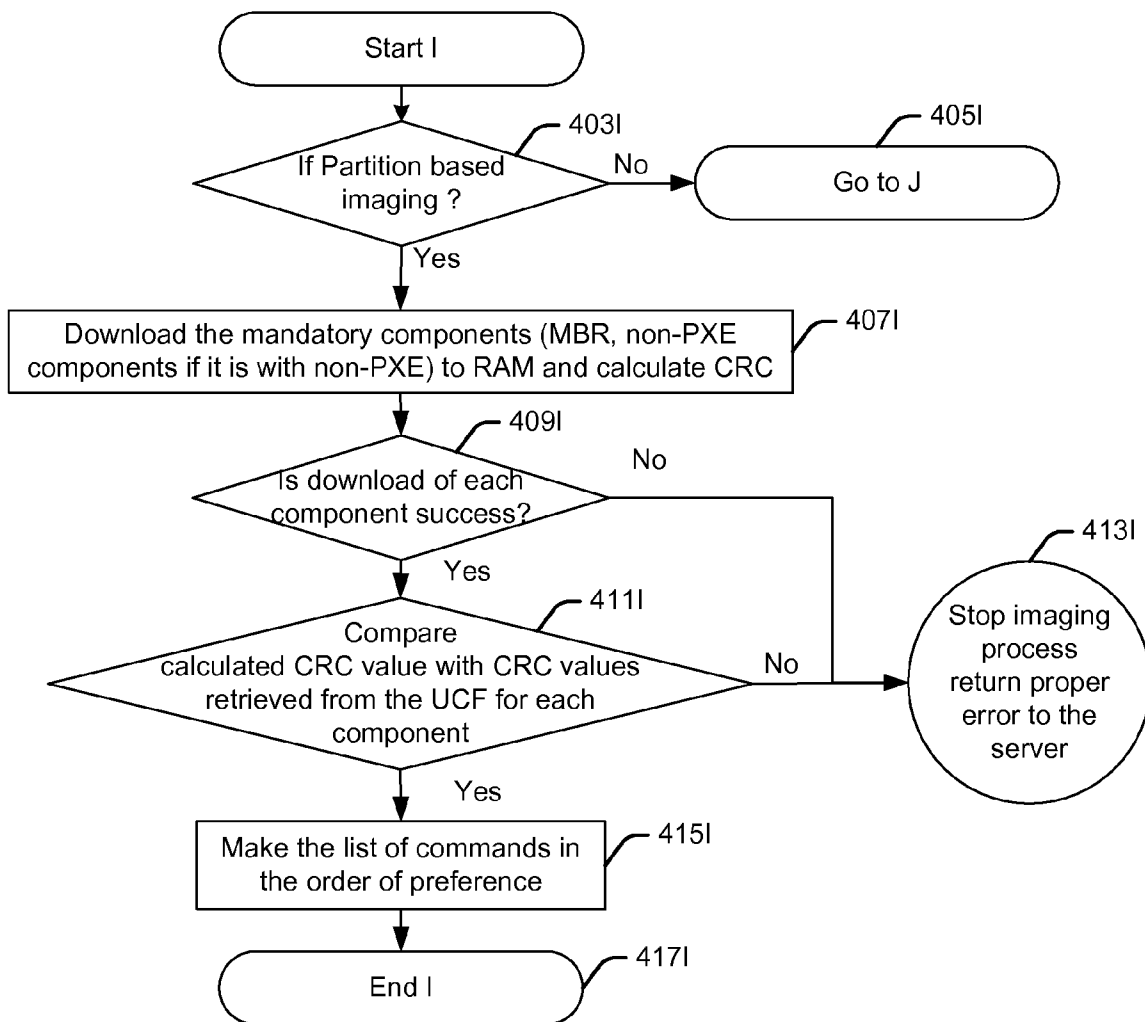 Start I
403I
If Partition based
imaging ?
No
405I
Go to J
Yes
Download the mandatory components (MBR, non-PXE
components if it is with non-PXE) to RAM and calculate CRC
407I
409I
Is download of each
component success?
No
Yes
411I
Compare
calculated CRC value with CRC values
retrieved from the UCF for each
component
No
413I
Stop imaging
process
return proper
error to the
server
Yes
415I
Make the list of commands in
the order of preference
417I
End I